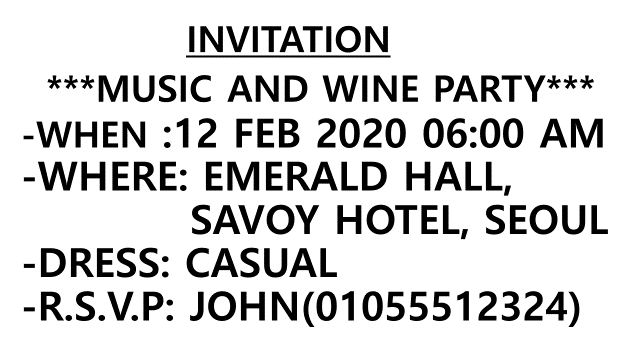 INVITATION
***MUSIC AND WINE PARTY***
-WHEN :12 FEB 2020 06:00 AM
-WHERE: EMERALD HALL,
SAVOY HOTEL, SEOUL
-DRESS: CASUAL
-R.S.V.P: JOHN(01055512324)